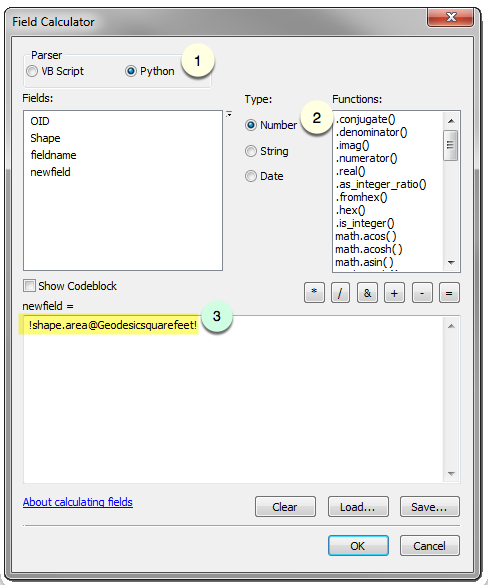 Field Calculator
Parser
VB Script
Python
1
Fields:
Type:
Functions:
OID
Shape
fieldname
newfield
Number
String
Date
2
.conjugate()
.denominator()
.imag()
.numerator()
.real()
.as_integer_ratio()
.fromhex()
.hex()
.is_integer()
math.acos( )
math.acosh( )
math.asin( )
Show Codeblock
* / & + - =
newfield =
3
!shape.area@Geodesicsquarefeet!
About calculating fields
Clear
Load...
Save...
OK
Cancel